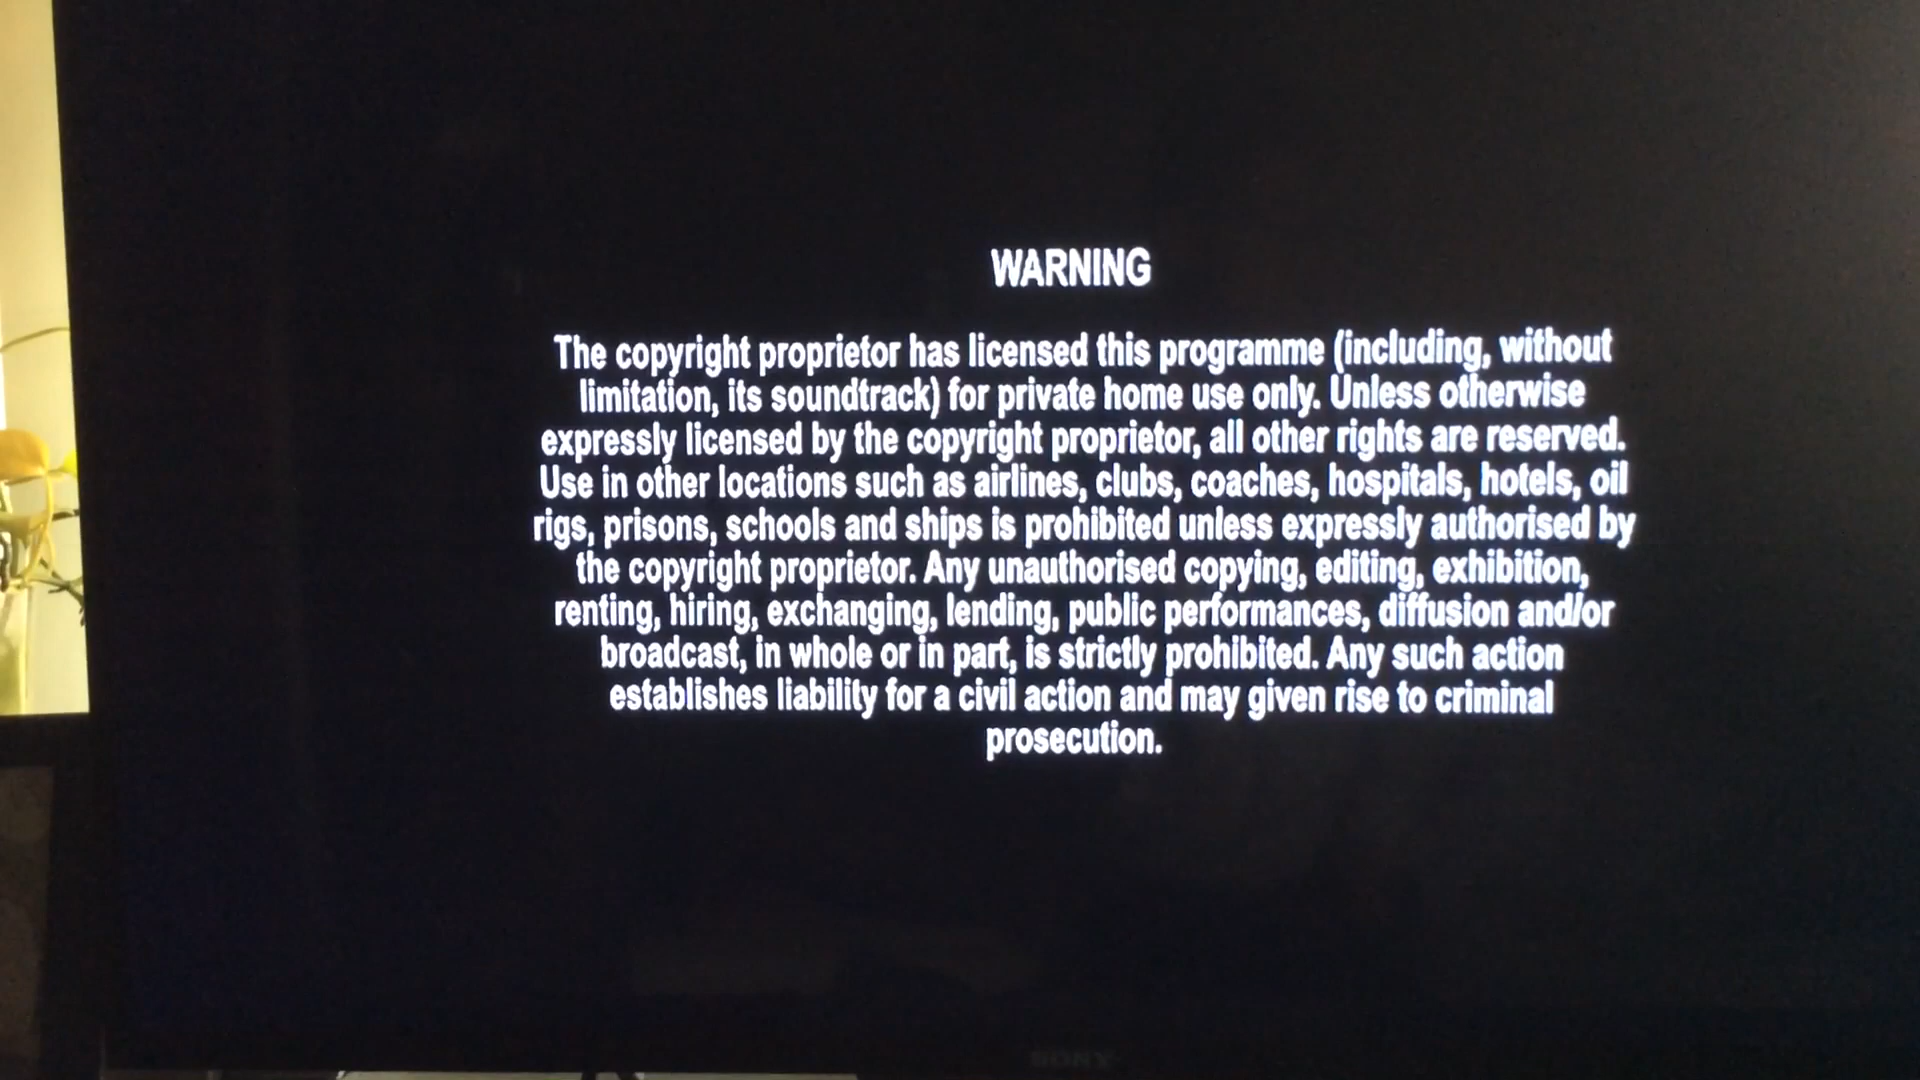 WARNING
The copyright proprietor has licensed this programme (including, without
limitation, its soundtrack) for private home use only. Unless otherwise
expressly licensed by the copyright proprietor, all other rights are reserved.
Use in other locations such as airlines, clubs, coaches, hospitals, hotels, oil
rigs, prisons, schools and ships is prohibited unless expressly authorised by
the copyright proprietor. Any unauthorised copying, editing, exhibition,
renting, hiring, exchanging, lending, public performances, diffusion and/or
broadcast, in whole or in part, is strictly prohibited. Any such action
establishes liability for a civil action and may given rise to criminal
prosecution.
SONY